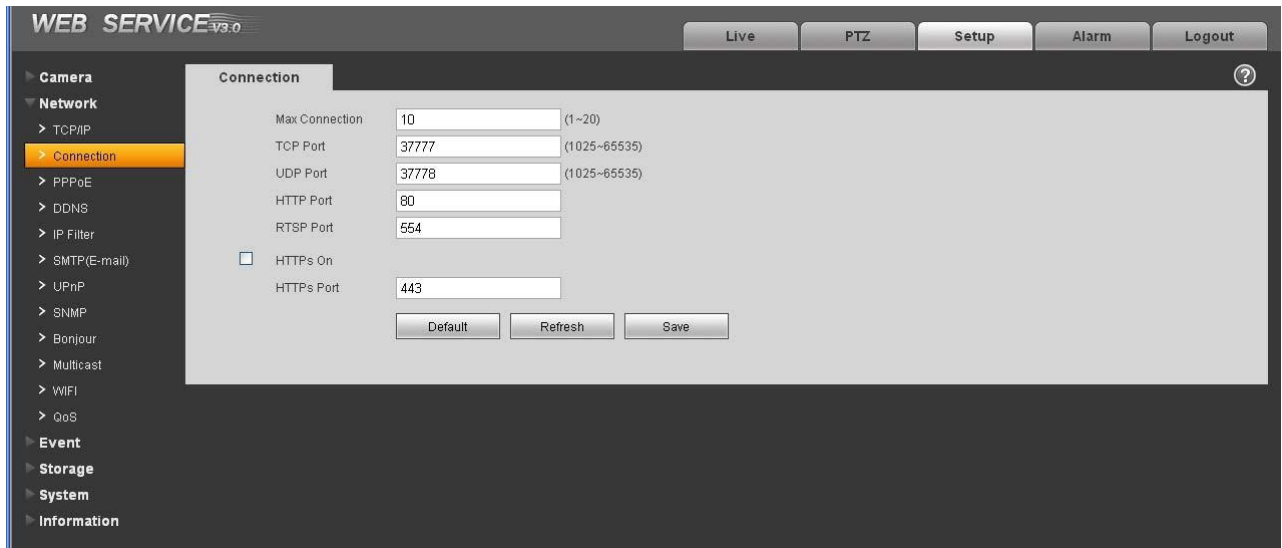 WEB SERVICE V3.0
Live PTZ Setup Alarm Logout
Camera
Network
TCP/IP
Connection
PPPoE
DDNS
IP Filter
SMTP(E-mail)
UPnP
SNMP
Bonjour
Multicast
WIFI
QoS
Event
Storage
System
Information
Connection
?
Max Connection 10 (1~20)
TCP Port 37777 (1025~65535)
UDP Port 37778 (1025~65535)
HTTP Port 80
RTSP Port 554
HTTPs On
HTTPs Port 443
Default Refresh Save